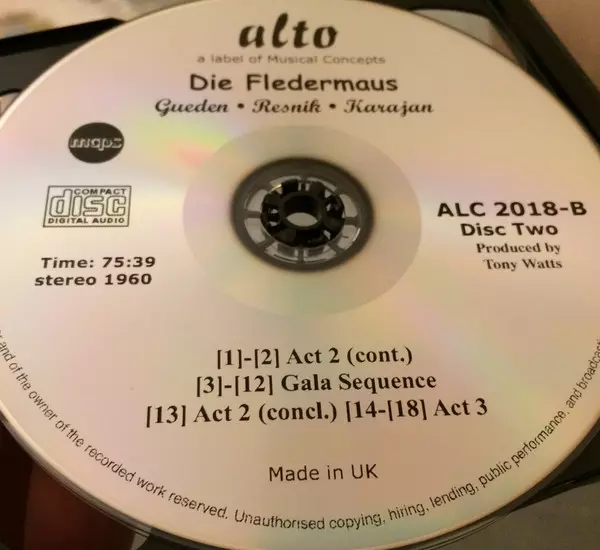 alto
a label of Musical Concepts
Die Fledermaus
Gueden • Resnik • Karajan
mcps
COMPACT
disc
DIGITAL AUDIO
ALC 2018-B
Disc Two
Produced by
Tony Watts
Time: 75:39
stereo 1960
[1]-[2] Act 2 (cont.)
[3]-[12] Gala Sequence
[13] Act 2 (concl.) [14-[18] Act 3
Made in UK
and of the owner of the recorded work reserved. Unauthorised copying, hiring, lending, public performance, and